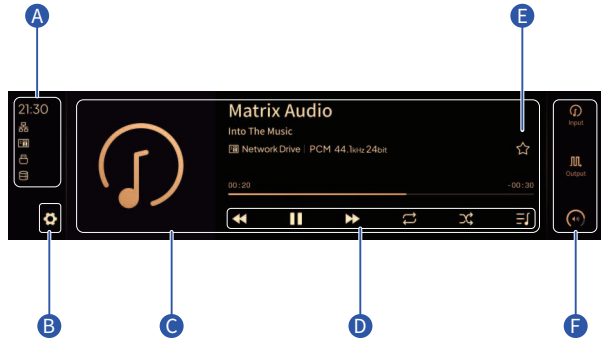 A
E
21:30
Matrix Audio
Into The Music
Network Drive | PCM 44.1kHz 24bit
00:20
-00:30
Input
Output
B
C
D
F